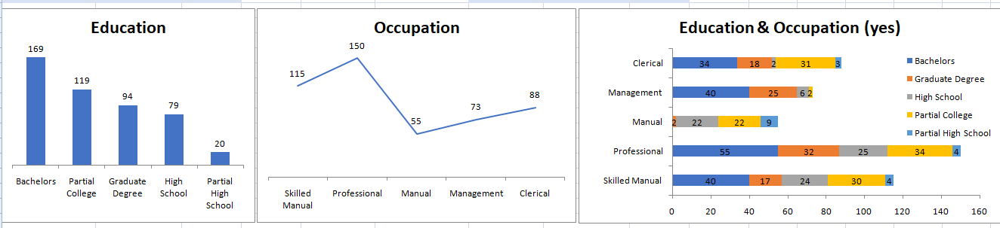 Education
169
119
94
79
20
Bachelors
Partial
College
Graduate
Degree
High
School
Partial
High
School
Occupation
115
150
55
73
88
Skilled
Manual
Professional
Manual
Management
Clerical
Education & Occupation (yes)
Clerical 34 18 2 31 3
Management 40 25 6 2
Manual 2 22 22 9
Professional 55 32 25 34 4
Skilled Manual 40 17 24 30 4
0 20 40 60 80 100 120 140 160
Bachelors
Graduate Degree
High School
Partial College
Partial High School